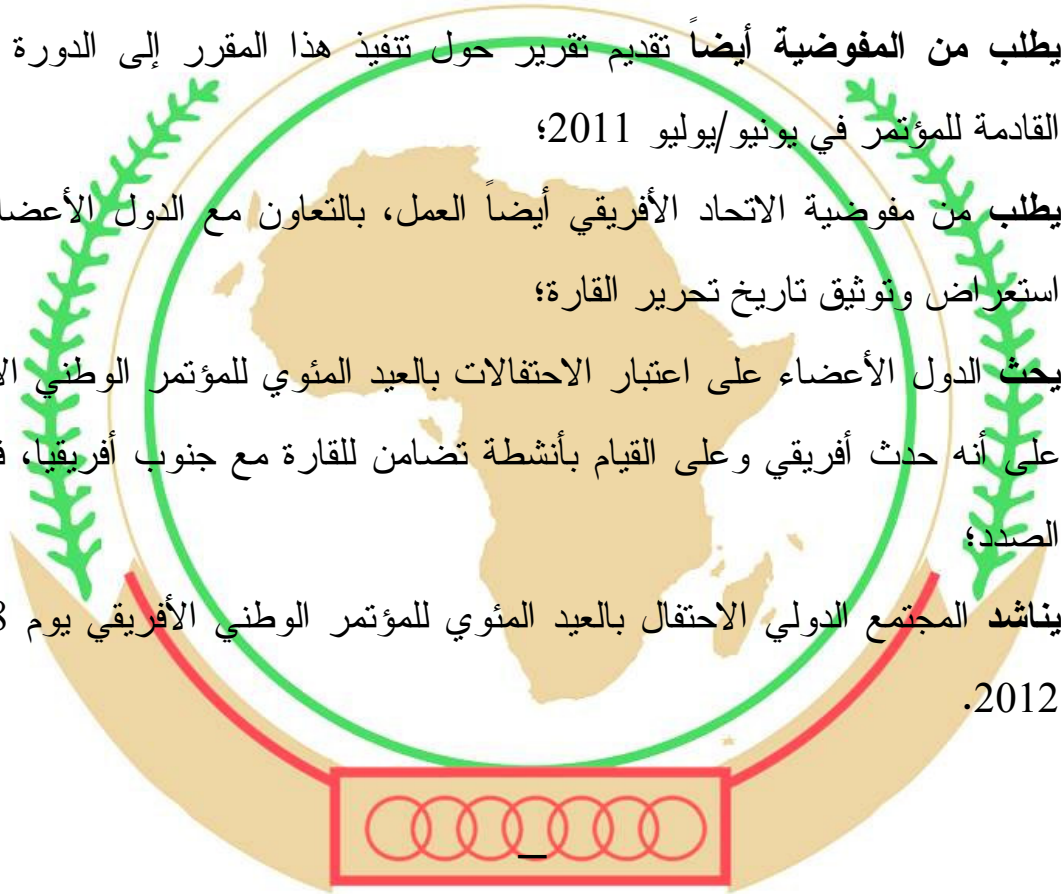 يطلب من المفوضية أيضاً تقديم تقرير حول تنفيذ هذا المقرر إلى الدورة
القادمة للمؤتمر في يونيو/يوليو 2011؛
يطلب من مفوضية الاتحاد الأفريقي أيضاً العمل، بالتعاون مع الدول
استعراض وتوثيق تاريخ تحرير القارة؛
يحث الدول الأعضاء على اعتبار الاحتفالات بالعيد المئوي للمؤتمر الوطني
على أنه حدث أفريقي وعلى القيام بأنشطة تضامن للقارة مع جنوب أفريقيا،
الصدد؛
يناشد المجتمع الدولي الاحتفال بالعيد المئوي للمؤتمر الوطني الأفريقي يوم 8
2012.